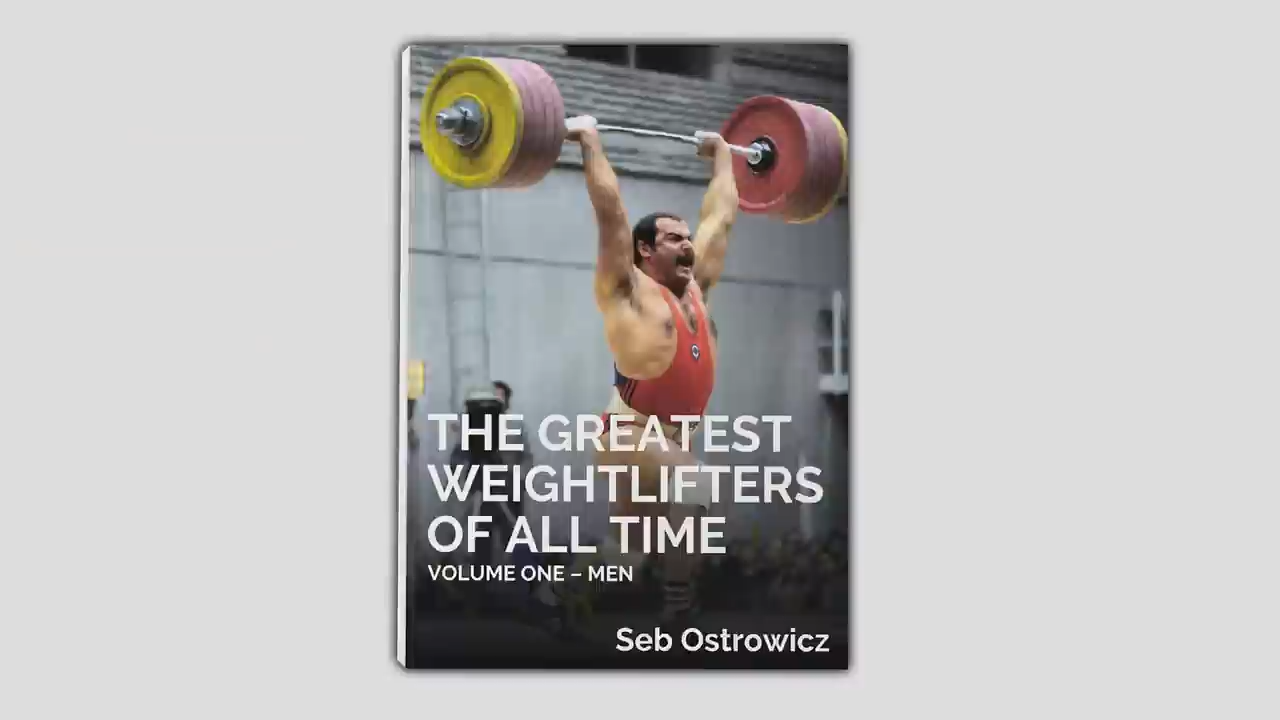 THE GREATEST
WEIGHTLIFTERS
OF ALL TIME
VOLUME ONE – MEN
Seb Ostrowicz